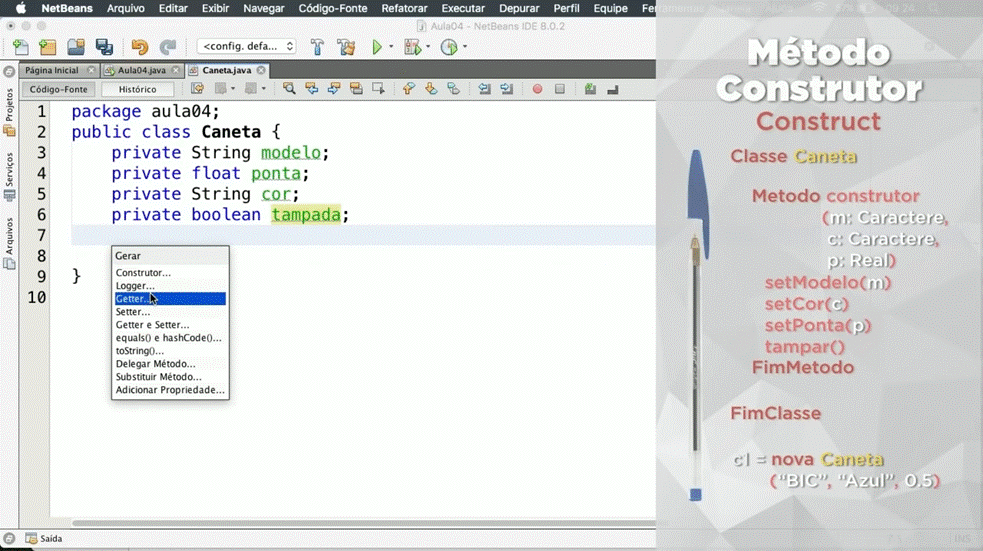 NetBeans Arquivo Editar Exibir Navegar Código-Fonte Refatorar Executar Depurar Perfil Equipe
Aula04 - NetBeans IDE 8.0.2
<config. defa...
Página Inicial Aula04.java Caneta.java
Código-Fonte Histórico
Projetos
Serviços
Arquivos
1 package aula04;
2 public class Caneta {
3 private String modelo;
4 private float ponta;
5 private String cor;
6 private boolean tampada;
7
8
9 }
10
Gerar
Construtor...
Logger...
Getter...
Setter...
Getter e Setter...
equals() e hashCode()...
toString()...
Delegar Método...
Substituir Método...
Adicionar Propriedade...
Saída
Método
Construtor
Construct
Classe Caneta
Metodo construtor
(m: Caractere,
c: Caractere,
p: Real)
setModelo(m)
setCor(c)
setPonta(p)
tampar()
FimMetodo
FimClasse
c1 = nova Caneta
("BIC", "Azul", 0.5)
INS